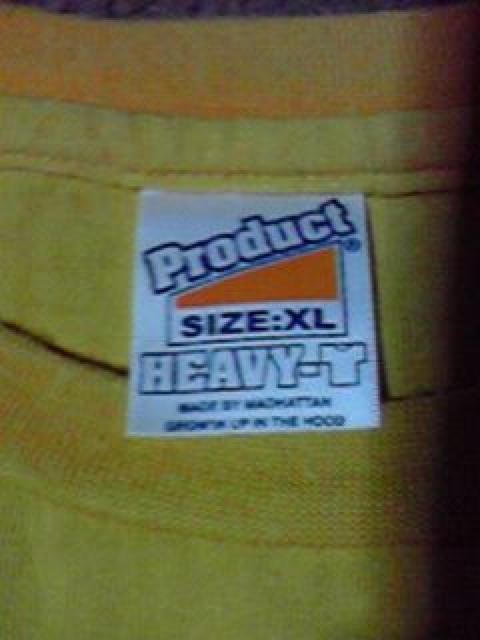 Product®
SIZE:XL
HEAVY-T
MADE BY MADHATTAN
GROWIN UP IN THE HOOD